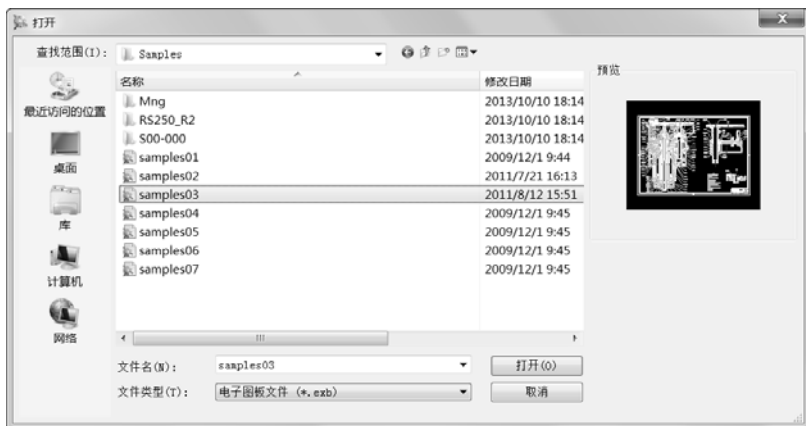 打开
查找范围(I): Samples
名称 修改日期 预览
最近访问的位置
桌面
库
计算机
网络
Mng 2013/10/10 18:14
RS250_R2 2013/10/10 18:14
S00-000 2013/10/10 18:14
samples01 2009/12/1 9:44
samples02 2011/7/21 16:13
samples03 2011/8/12 15:51
samples04 2009/12/1 9:45
samples05 2009/12/1 9:45
samples06 2009/12/1 9:45
samples07 2009/12/1 9:45
文件名(N): samples03 打开(O)
文件类型(T): 电子图板文件 (*.exb) 取消